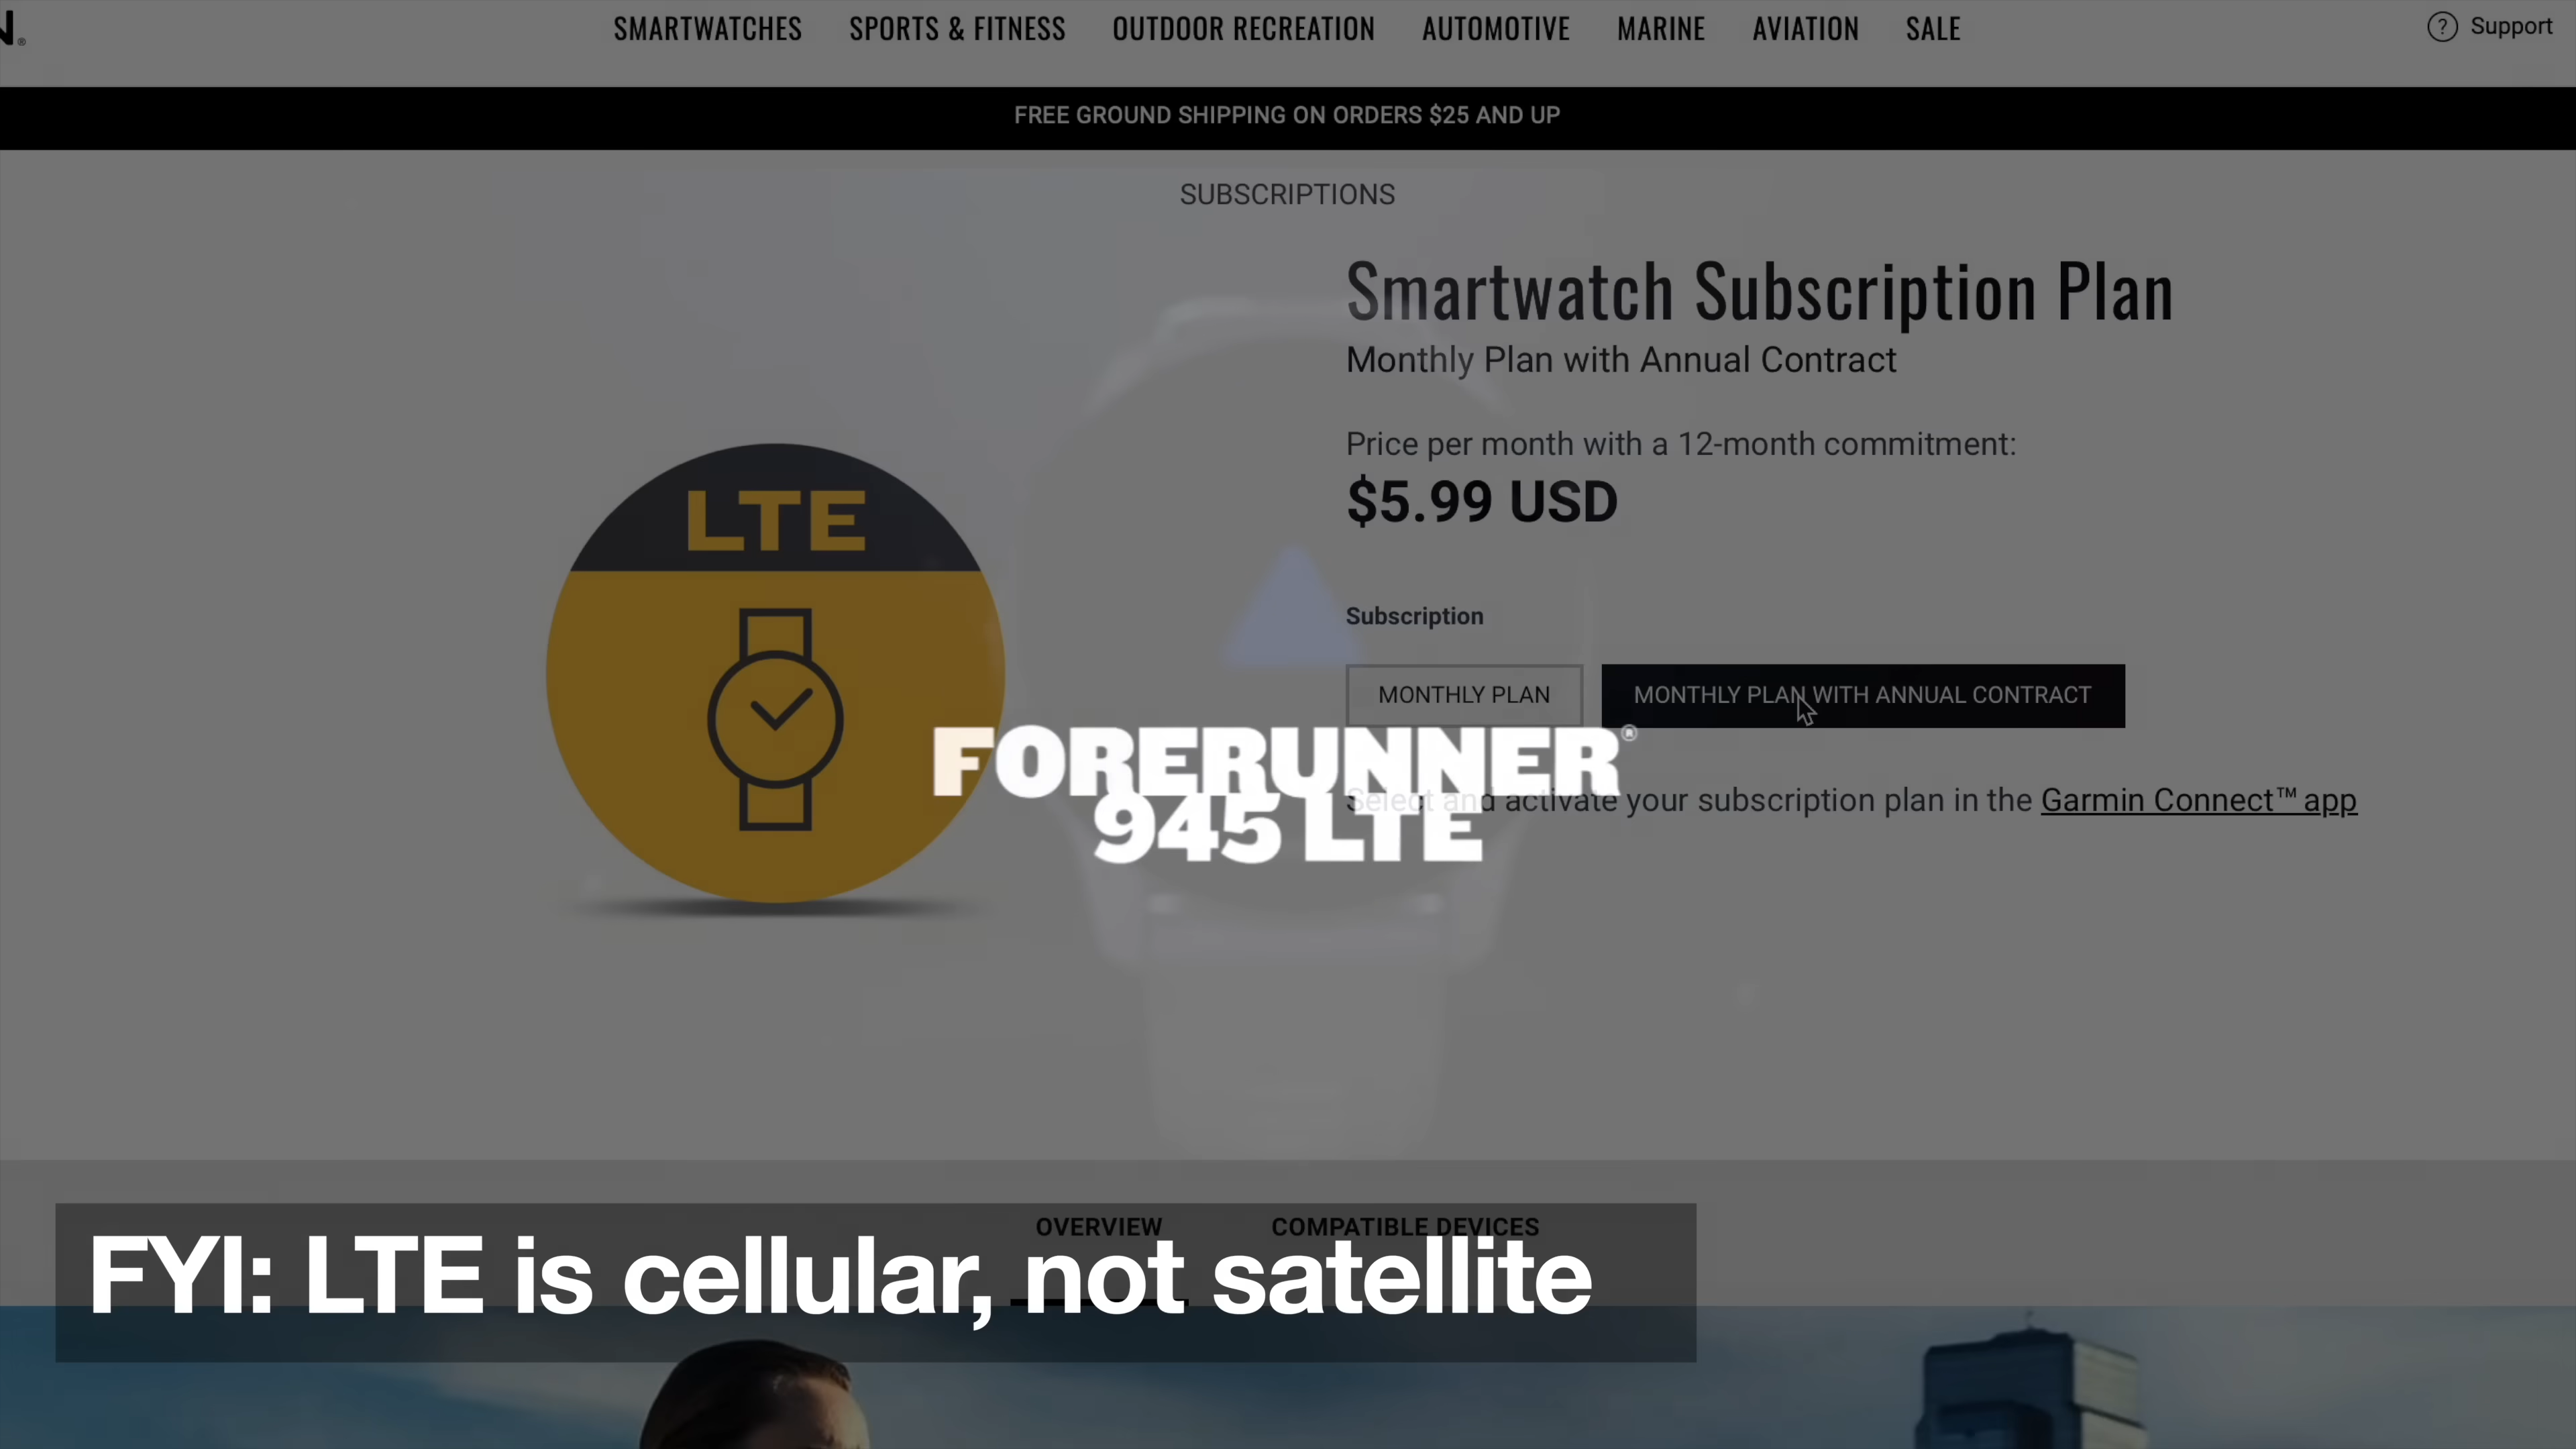 N®
SMARTWATCHES SPORTS & FITNESS OUTDOOR RECREATION AUTOMOTIVE MARINE AVIATION SALE
? Support
FREE GROUND SHIPPING ON ORDERS $25 AND UP
SUBSCRIPTIONS
Smartwatch Subscription Plan
Monthly Plan with Annual Contract
Price per month with a 12-month commitment:
$5.99 USD
LTE
Subscription
MONTHLY PLAN MONTHLY PLAN WITH ANNUAL CONTRACT
FORERUNNER®
945 LTE
Select and activate your subscription plan in the Garmin Connect™ app
OVERVIEW COMPATIBLE DEVICES
FYI: LTE is cellular, not satellite